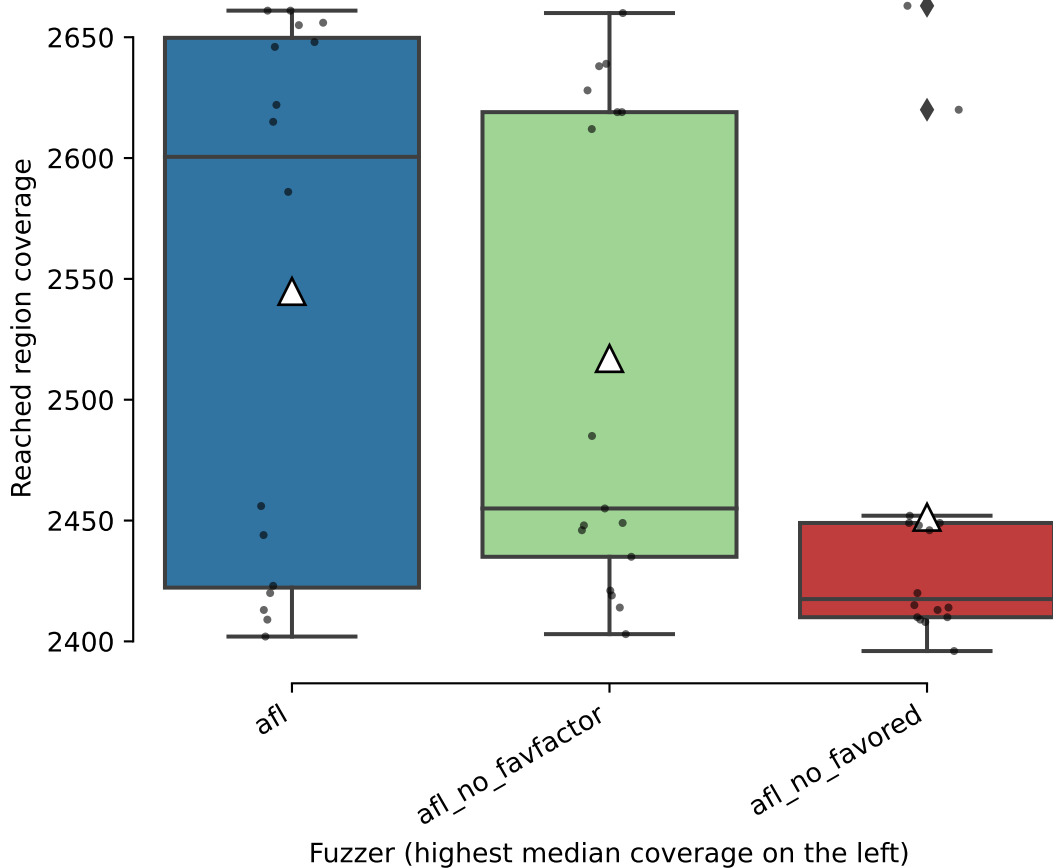 Reached region coverage
2650
2600
2550
2500
2450
2400
afl
afl_no_favfactor
afl_no_favored
Fuzzer (highest median coverage on the left)